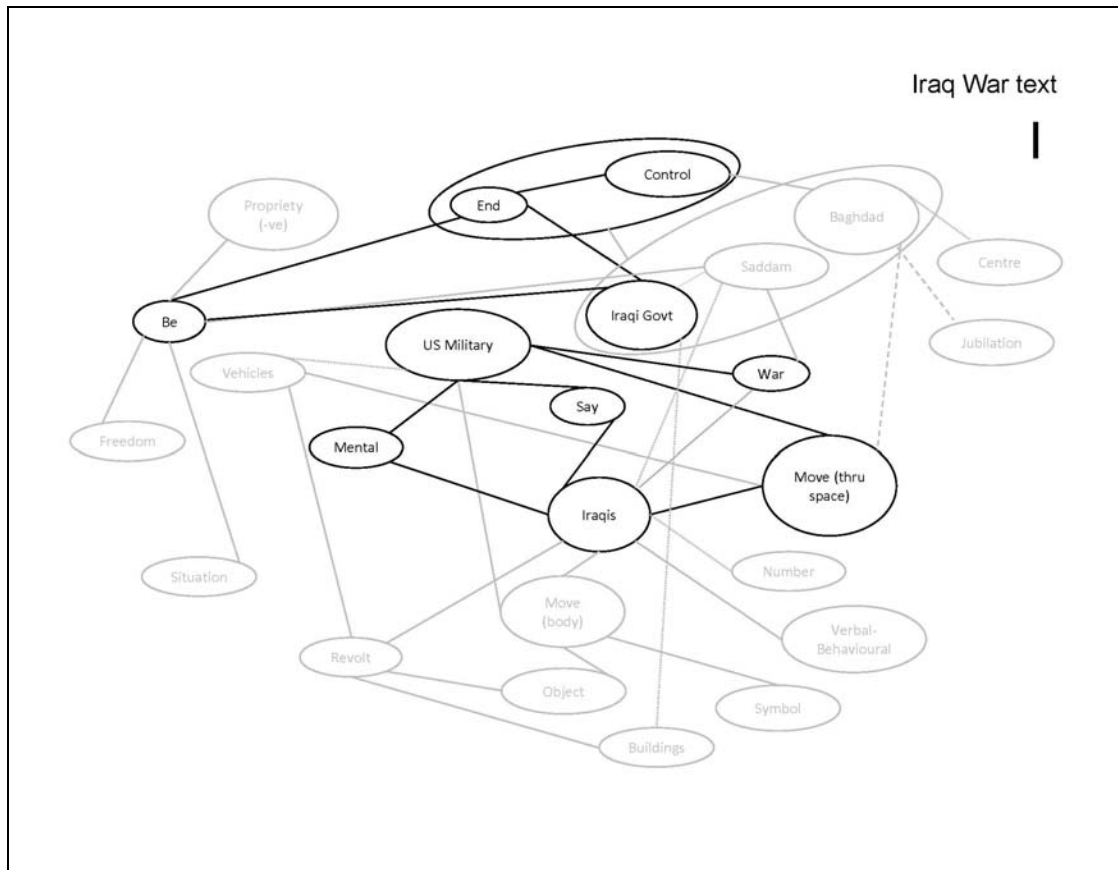 Iraq War text
Control
End
Propriety
(-ve)
Baghdad
Saddam
Centre
Be
Iraqi Govt
US Military
Jubilation
Vehicles
War
Say
Freedom
Mental
Move (thru
space)
Iraqis
Situation
Number
Move
(body)
Verbal-
Behavioural
Revolt
Object
Symbol
Buildings